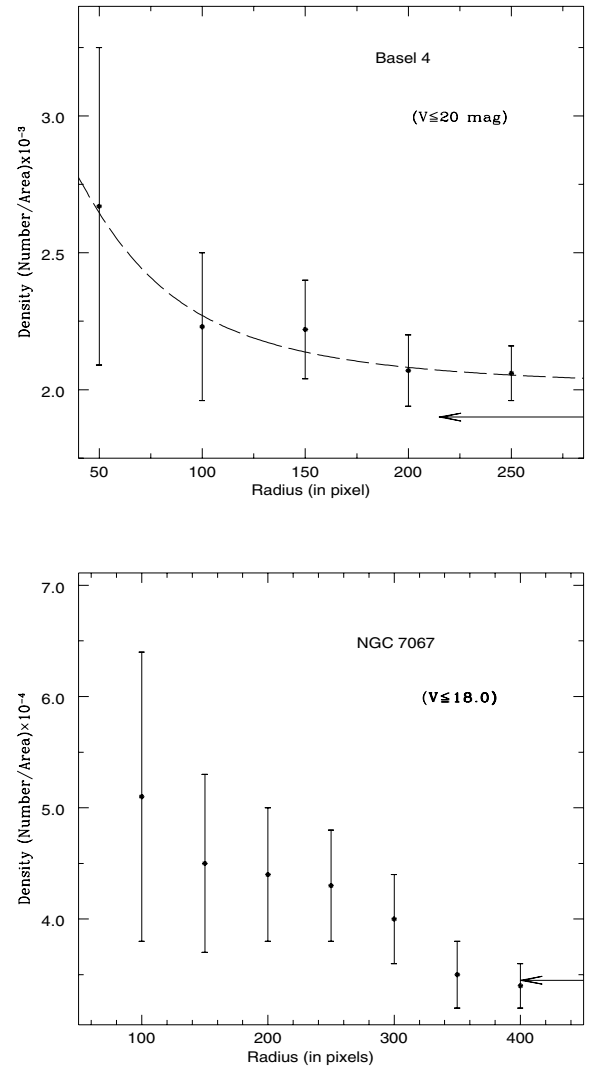 Basel 4
(V≦20 mag)
3.0
2.5
2.0
Density (Number/Area)x10⁻³
50 100 150 200 250
Radius (in pixel)
7.0
NGC 7067
(V≦18.0)
6.0
5.0
4.0
Density (Number/Area)×10⁻⁴
100 200 300 400
Radius (in pixels)